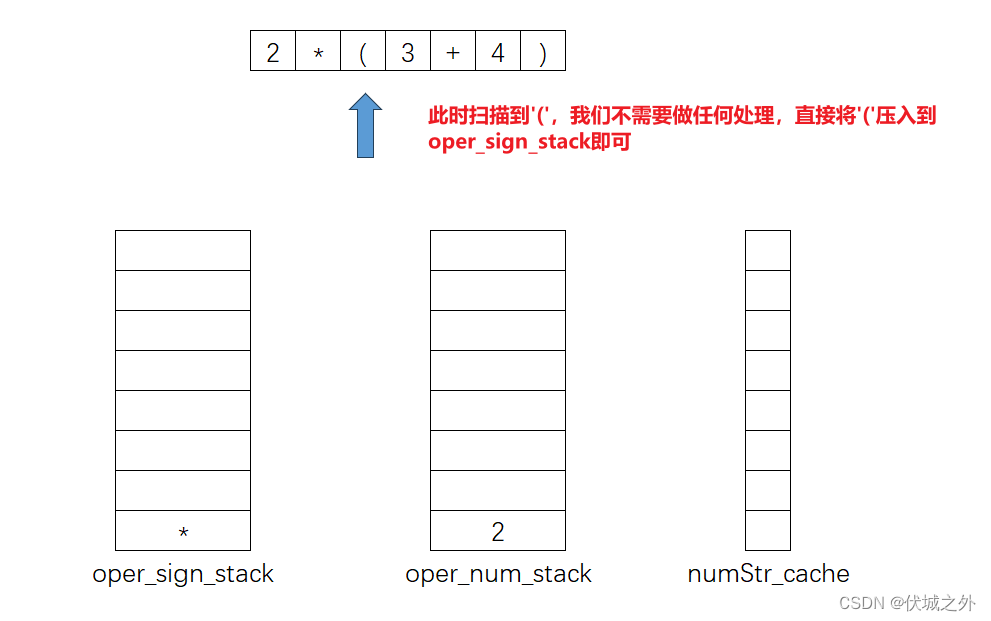 2 * ( 3 + 4 )
此时扫描到'('，我们不需要做任何处理，直接将'('压入到
oper_sign_stack即可
* 2
oper_sign_stack oper_num_stack numStr_cache
CSDN @伏城之外